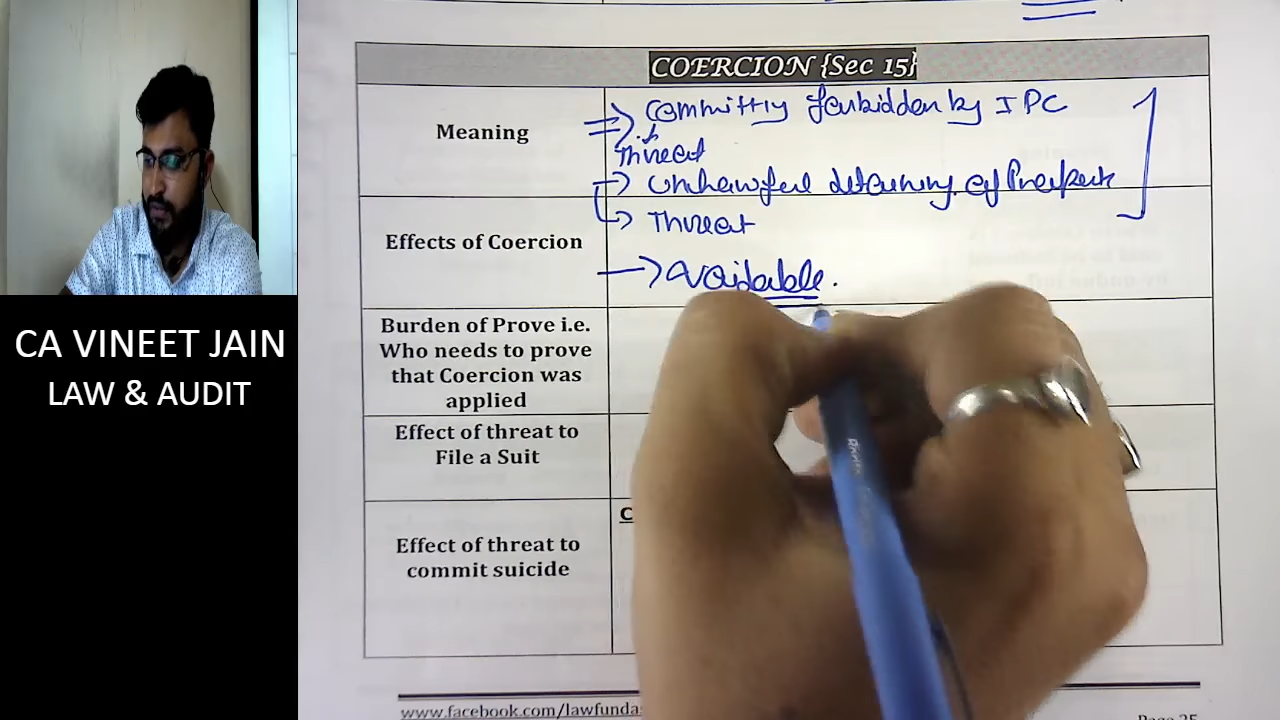 CA VINEET JAIN
LAW & AUDIT
COERCION {Sec 15}
Meaning
Committing forbidden by IPC
Threat
unlawful detaining of Property
Effects of Coercion
Threat
voidable.
Burden of Prove i.e.
Who needs to prove
that Coercion was
applied
Effect of threat to
File a Suit
Effect of threat to
commit suicide
C
www.facebook.com/lawfunda
Page 25